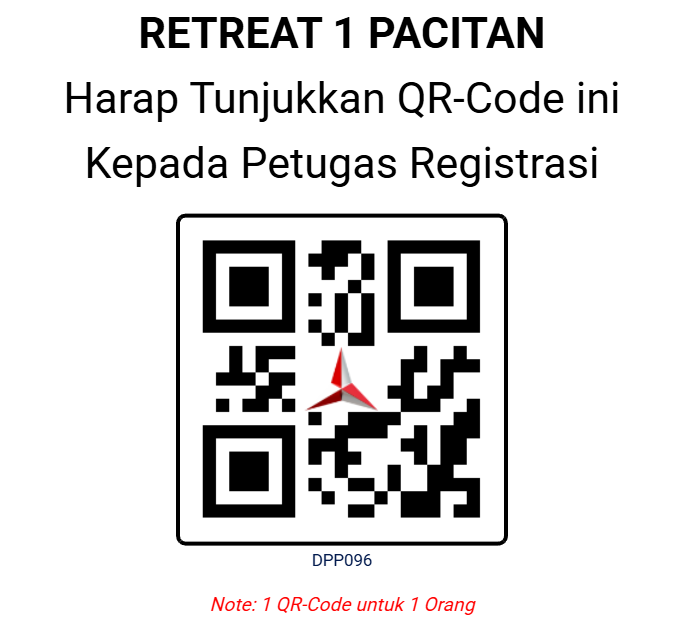 RETREAT 1 PACITAN
Harap Tunjukkan QR-Code ini
Kepada Petugas Registrasi
DPP096
Note: 1 QR-Code untuk 1 Orang